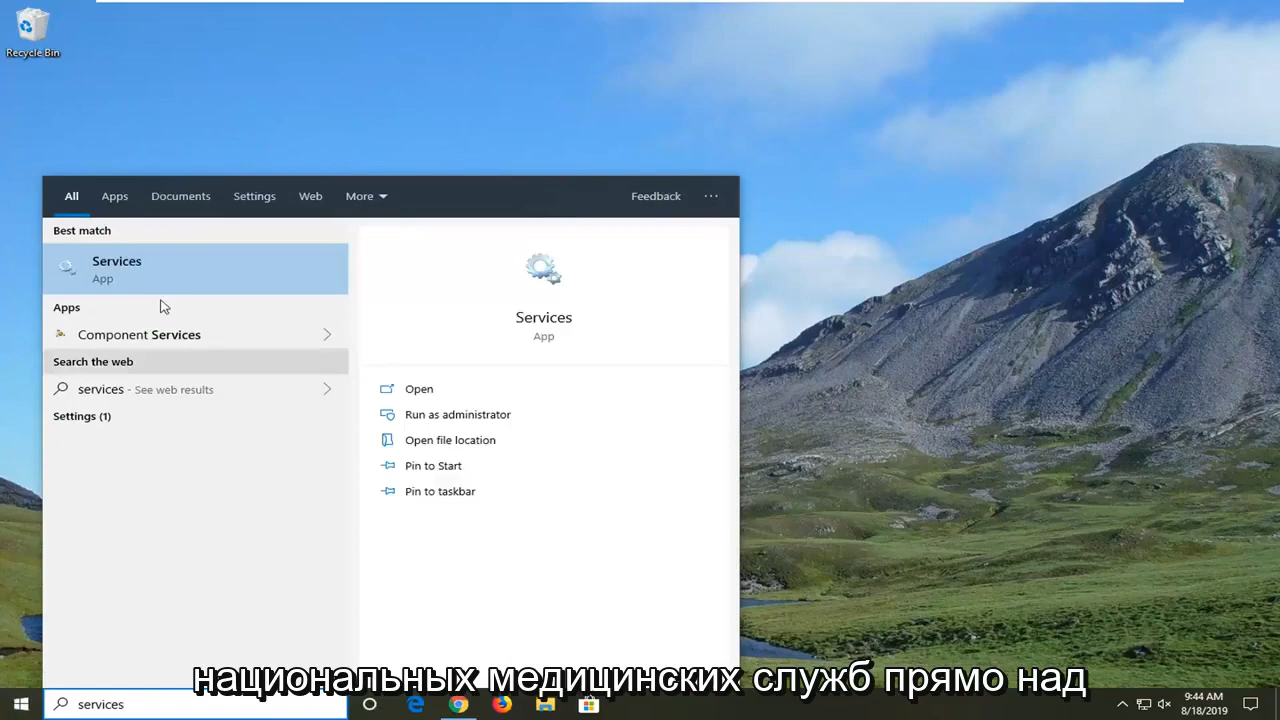 Recycle Bin
All Apps Documents Settings Web More Feedback ...
Best match
Services
App
Apps
Component Services
Search the web
services - See web results
Settings (1)
Services
App
Open
Run as administrator
Open file location
Pin to Start
Pin to taskbar
национальных медицинских служб прямо над
services
9:44 AM
8/18/2019